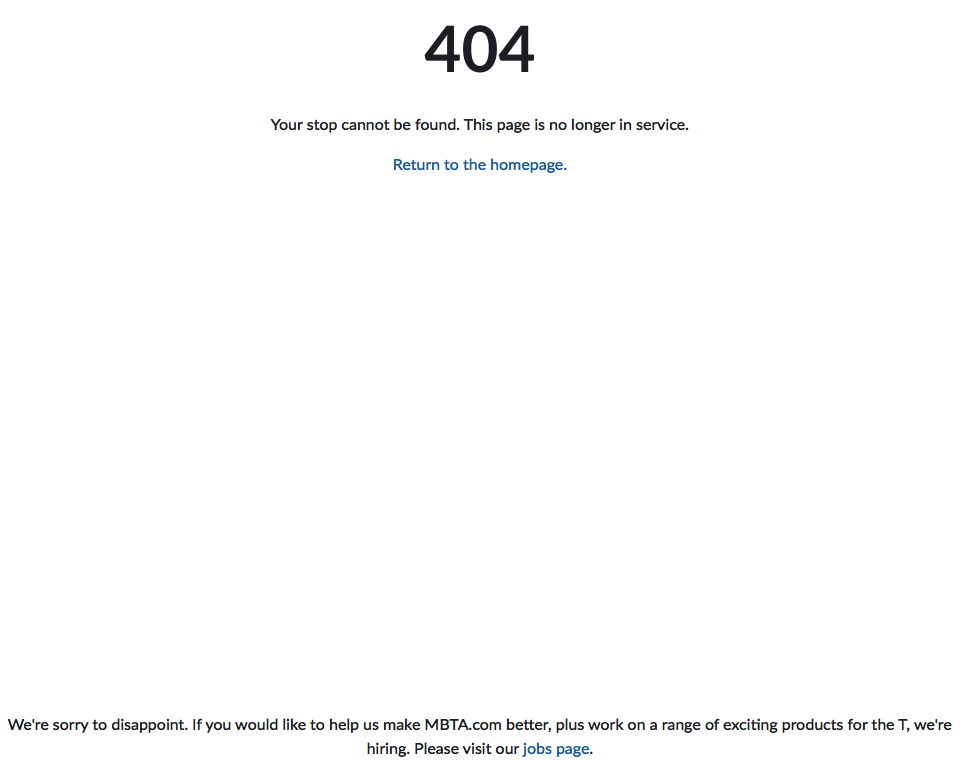 404
Your stop cannot be found. This page is no longer in service.
Return to the homepage.
We're sorry to disappoint. If you would like to help us make MBTA.com better, plus work on a range of exciting products for the T, we're
hiring. Please visit our jobs page.